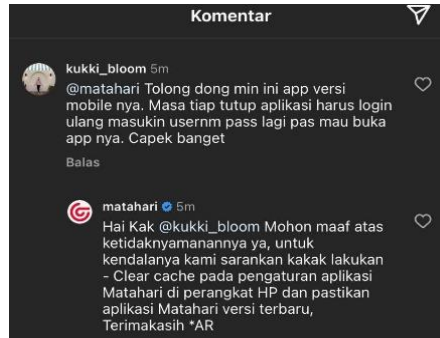 Komentar
kukki_bloom 5m
@matahari Tolong dong min ini app versi
mobile nya. Masa tiap tutup aplikasi harus login
ulang masukin usernm pass lagi pas mau buka
app nya. Capek banget
Balas
matahari 5m
Hai Kak @kukki_bloom Mohon maaf atas
ketidaknyamanannya ya, untuk
kendalanya kami sarankan kakak lakukan
- Clear cache pada pengaturan aplikasi
Matahari di perangkat HP dan pastikan
aplikasi Matahari versi terbaru,
Terimakasih *AR